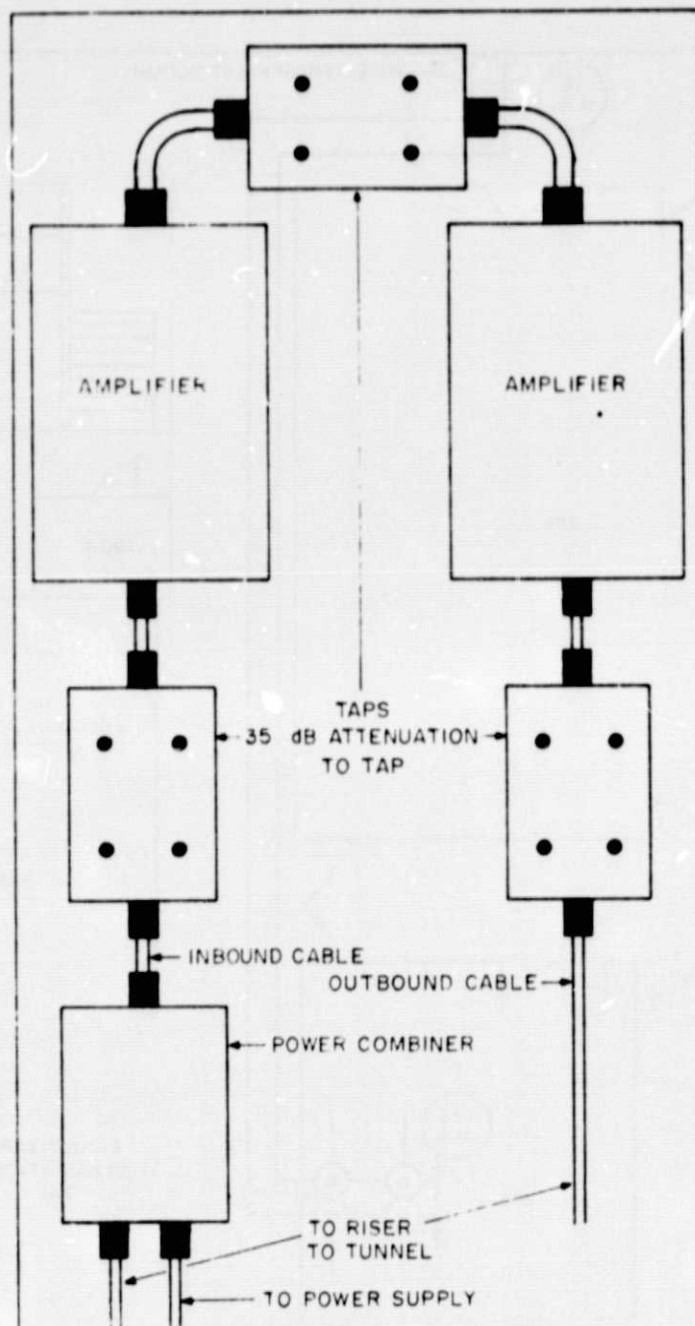 AMPLIFIER
AMPLIFIER
TAPS
35 dB ATTENUATION
TO TAP
INBOUND CABLE
OUTBOUND CABLE
POWER COMBINER
TO RISER
TO TUNNEL
TO POWER SUPPLY